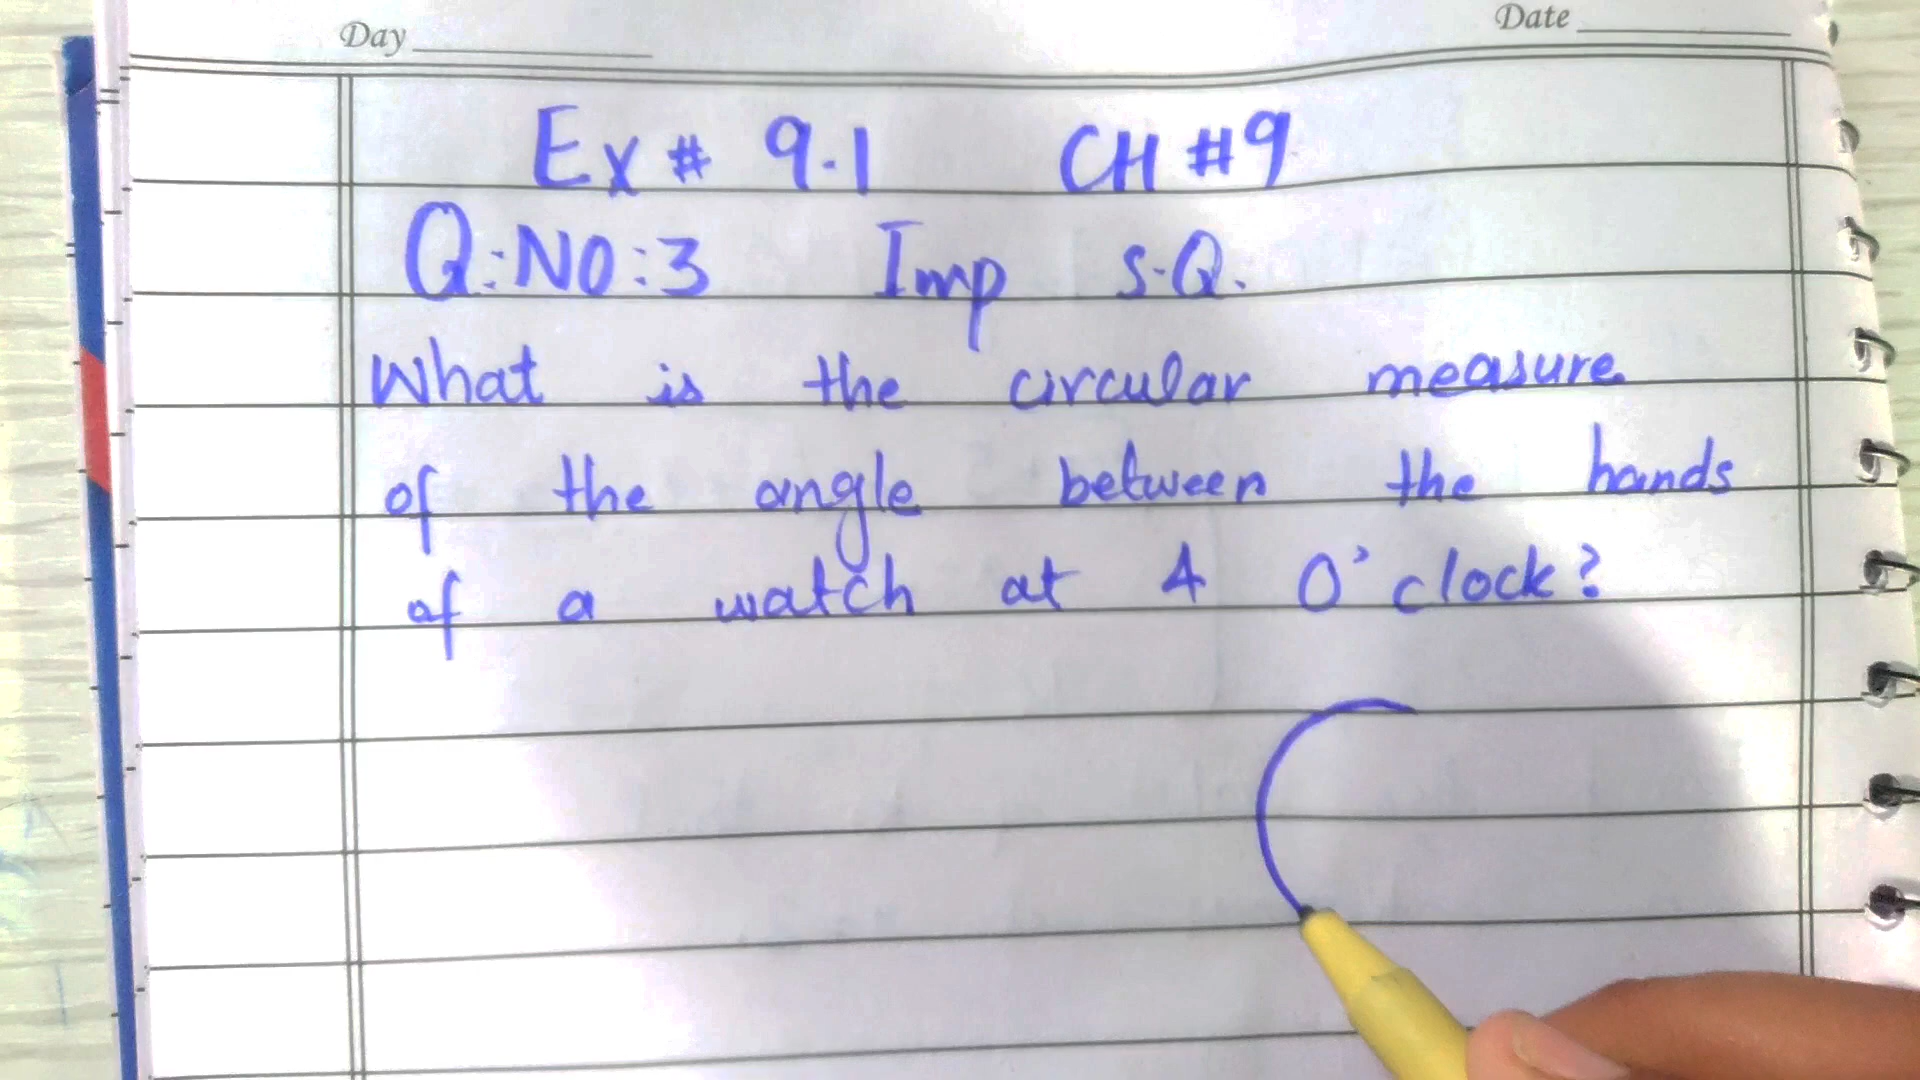 Day
Date
Ex # 9.1 CH #9
Q:NO:3 Imp S.Q.
What is the circular measure
of the angle between the hands
of a watch at 4 O'clock?